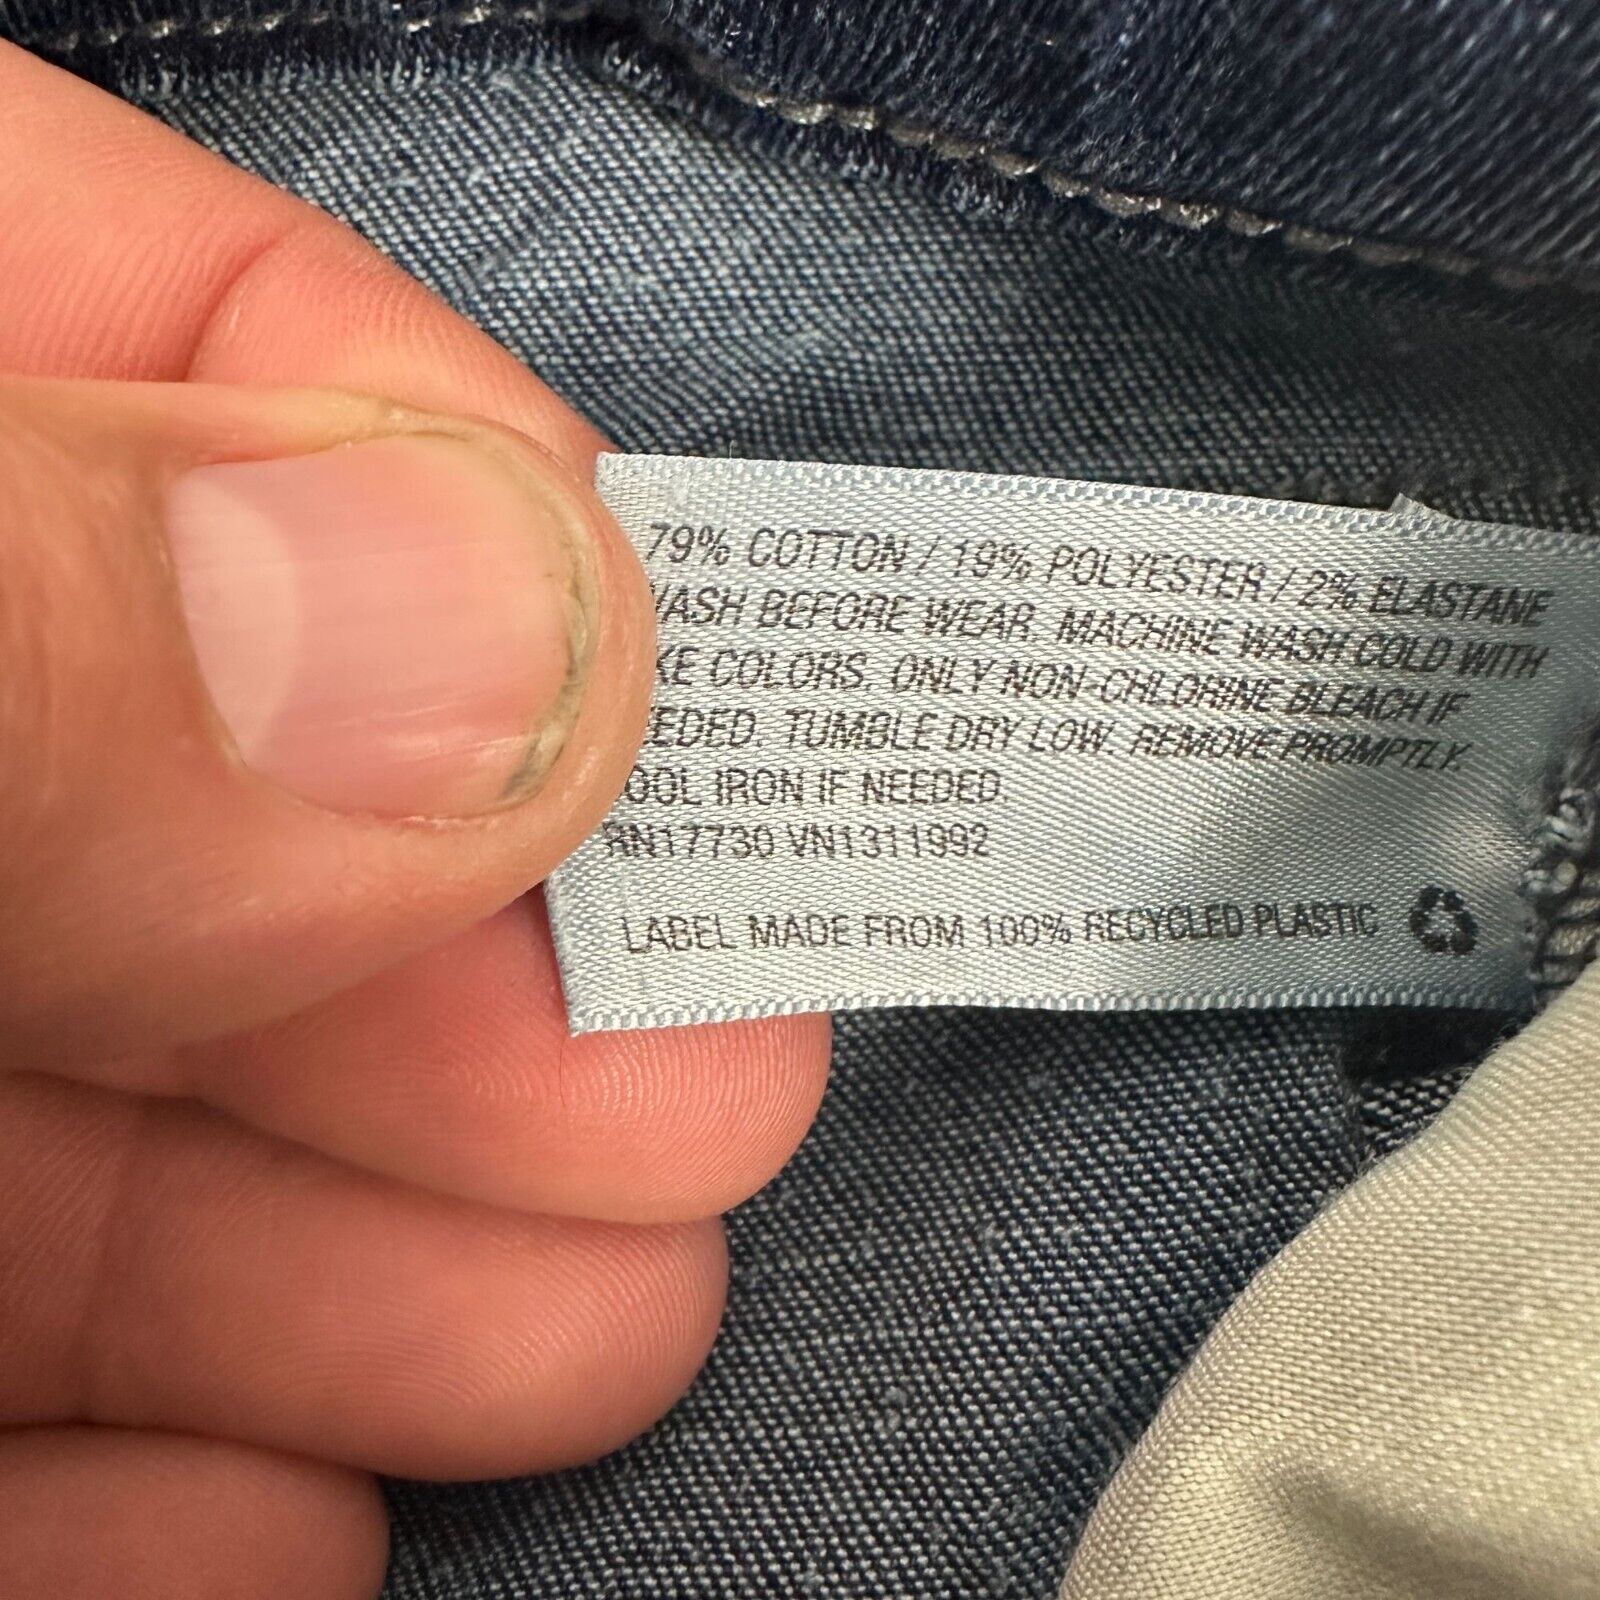 79% COTTON / 19% POLYESTER / 2% ELASTANE
WASH BEFORE WEAR. MACHINE WASH COLD WITH
KE COLORS. ONLY NON-CHLORINE BLEACH IF
EDED. TUMBLE DRY LOW. REMOVE PROMPTLY.
OOL IRON IF NEEDED.
RN17730 VN1311992
LABEL MADE FROM 100% RECYCLED PLASTIC